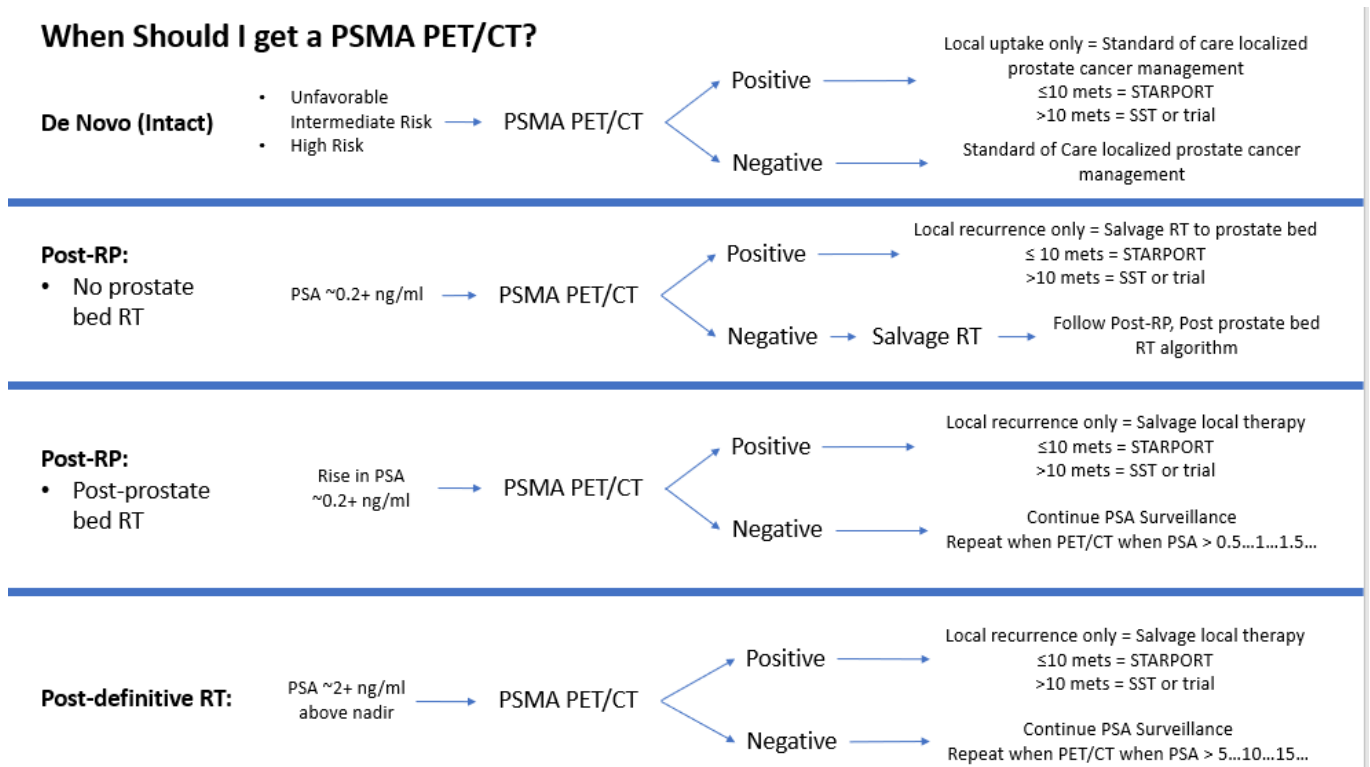 When Should I get a PSMA PET/CT?
De Novo (Intact)
• Unfavorable
Intermediate Risk
• High Risk
PSMA PET/CT
Positive
Local uptake only = Standard of care localized
prostate cancer management
≤10 mets = STARPORT
>10 mets = SST or trial
Negative
Standard of Care localized prostate cancer
management
Post-RP:
• No prostate
bed RT
PSA ~0.2+ ng/ml
PSMA PET/CT
Positive
Local recurrence only = Salvage RT to prostate bed
≤ 10 mets = STARPORT
>10 mets = SST or trial
Negative
Salvage RT
Follow Post-RP, Post prostate bed
RT algorithm
Post-RP:
• Post-prostate
bed RT
Rise in PSA
~0.2+ ng/ml
PSMA PET/CT
Positive
Local recurrence only = Salvage local therapy
≤10 mets = STARPORT
>10 mets = SST or trial
Negative
Continue PSA Surveillance
Repeat when PET/CT when PSA > 0.5...1...1.5...
Post-definitive RT:
PSA ~2+ ng/ml
above nadir
PSMA PET/CT
Positive
Local recurrence only = Salvage local therapy
≤10 mets = STARPORT
>10 mets = SST or trial
Negative
Continue PSA Surveillance
Repeat when PET/CT when PSA > 5...10...15...